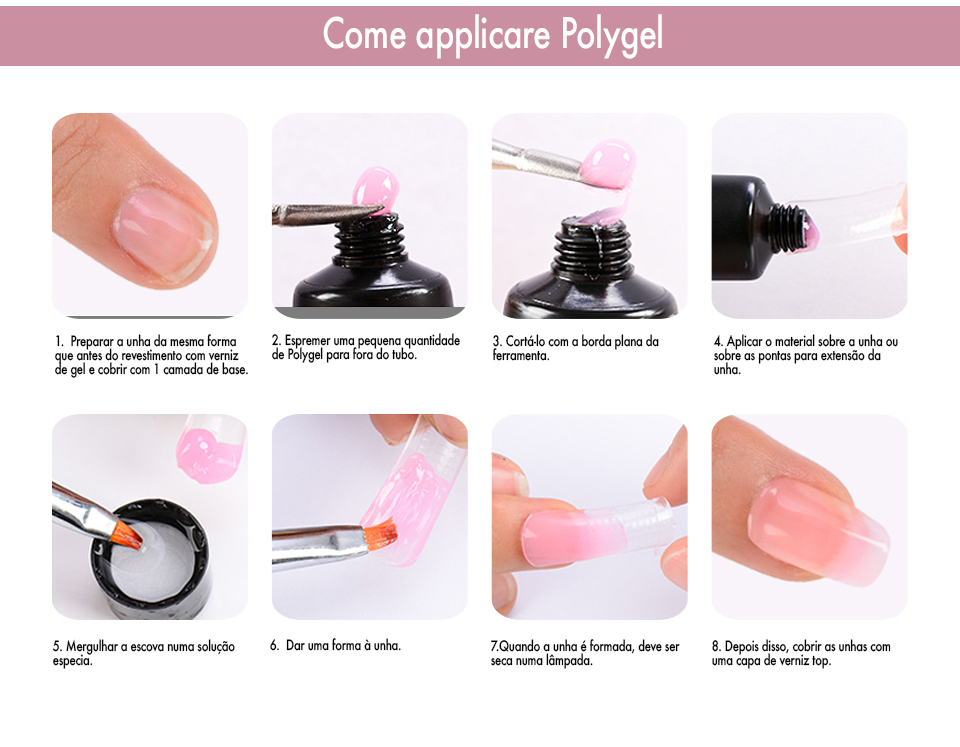 Come applicare Polygel
1. Preparar a unha da mesma forma
que antes do revestimento com verniz
de gel e cobrir com 1 camada de base.
2. Espremer uma pequena quantidade
de Polygel para fora do tubo.
3. Cortá-lo com a borda plana da
ferramenta.
4. Aplicar o material sobre a unha ou
sobre as pontas para extensão da
unha.
5. Mergulhar a escova numa solução
especia.
6. Dar uma forma à unha.
7.Quando a unha é formada, deve ser
seca numa lâmpada.
8. Depois disso, cobrir as unhas com
uma capa de verniz top.